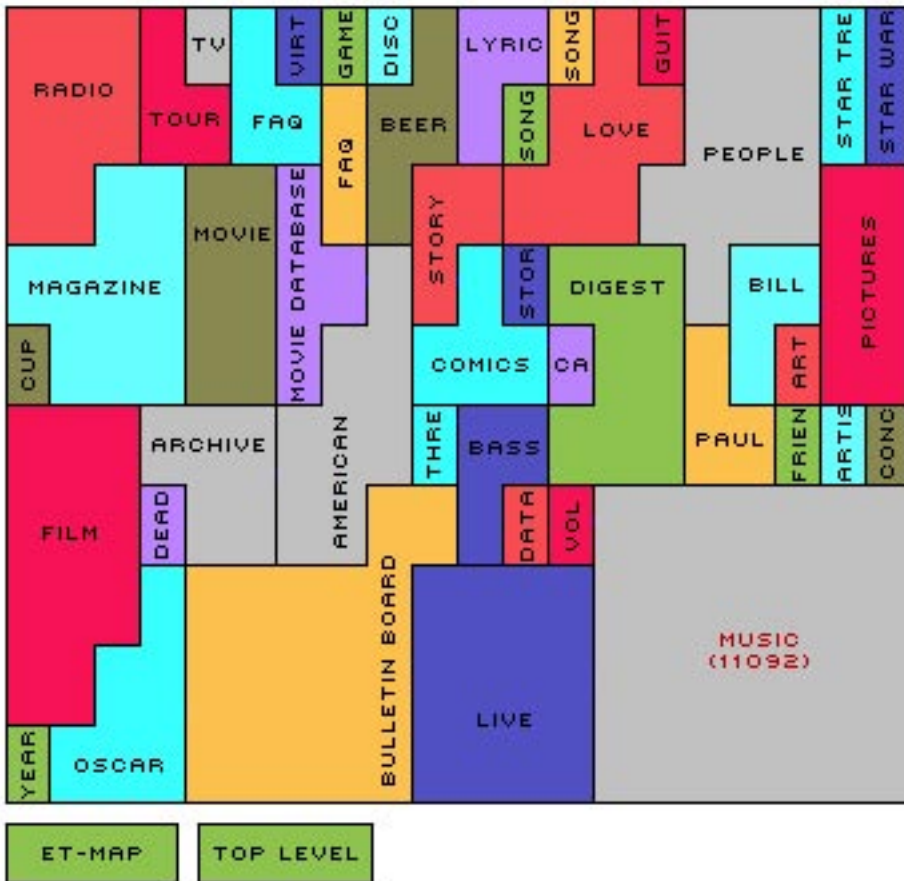 TV
VIRT
GAME
DISC
LYRIC
SONG
GUIT
STAR TRE
STAR WAR
RADIO
TOUR
FAQ
FAQ
BEER
SONG
LOVE
PEOPLE
MOVIE
MOVIE DATABASE
STORY
STOR
MAGAZINE
DIGEST
BILL
PICTURES
CUP
COMICS
CA
ART
ARCHIVE
AMERICAN
THRE
BASS
PAUL
FRIEN
ARTIS
CONC
FILM
DEAD
DATA
VOL
BULLETIN BOARD
MUSIC
(11092)
LIVE
YEAR
OSCAR
ET-MAP
TOP LEVEL